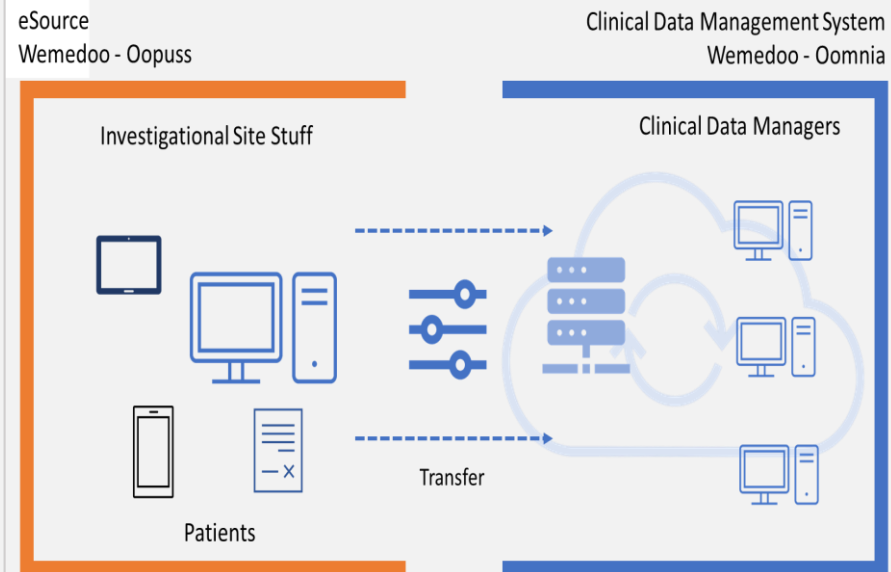 eSource
Wemedoo - Oopuss
Clinical Data Management System
Wemedoo - Oomnia
Investigational Site Stuff
Clinical Data Managers
Transfer
Patients